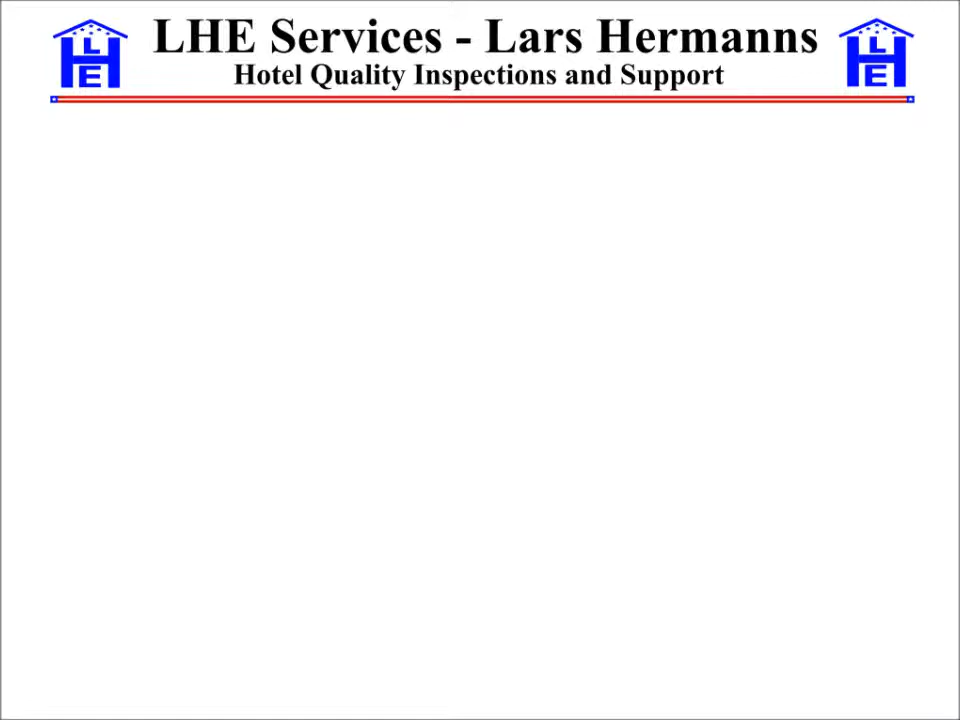 LHE Services - Lars Hermanns
Hotel Quality Inspections and Support
L
H
E
L
H
E